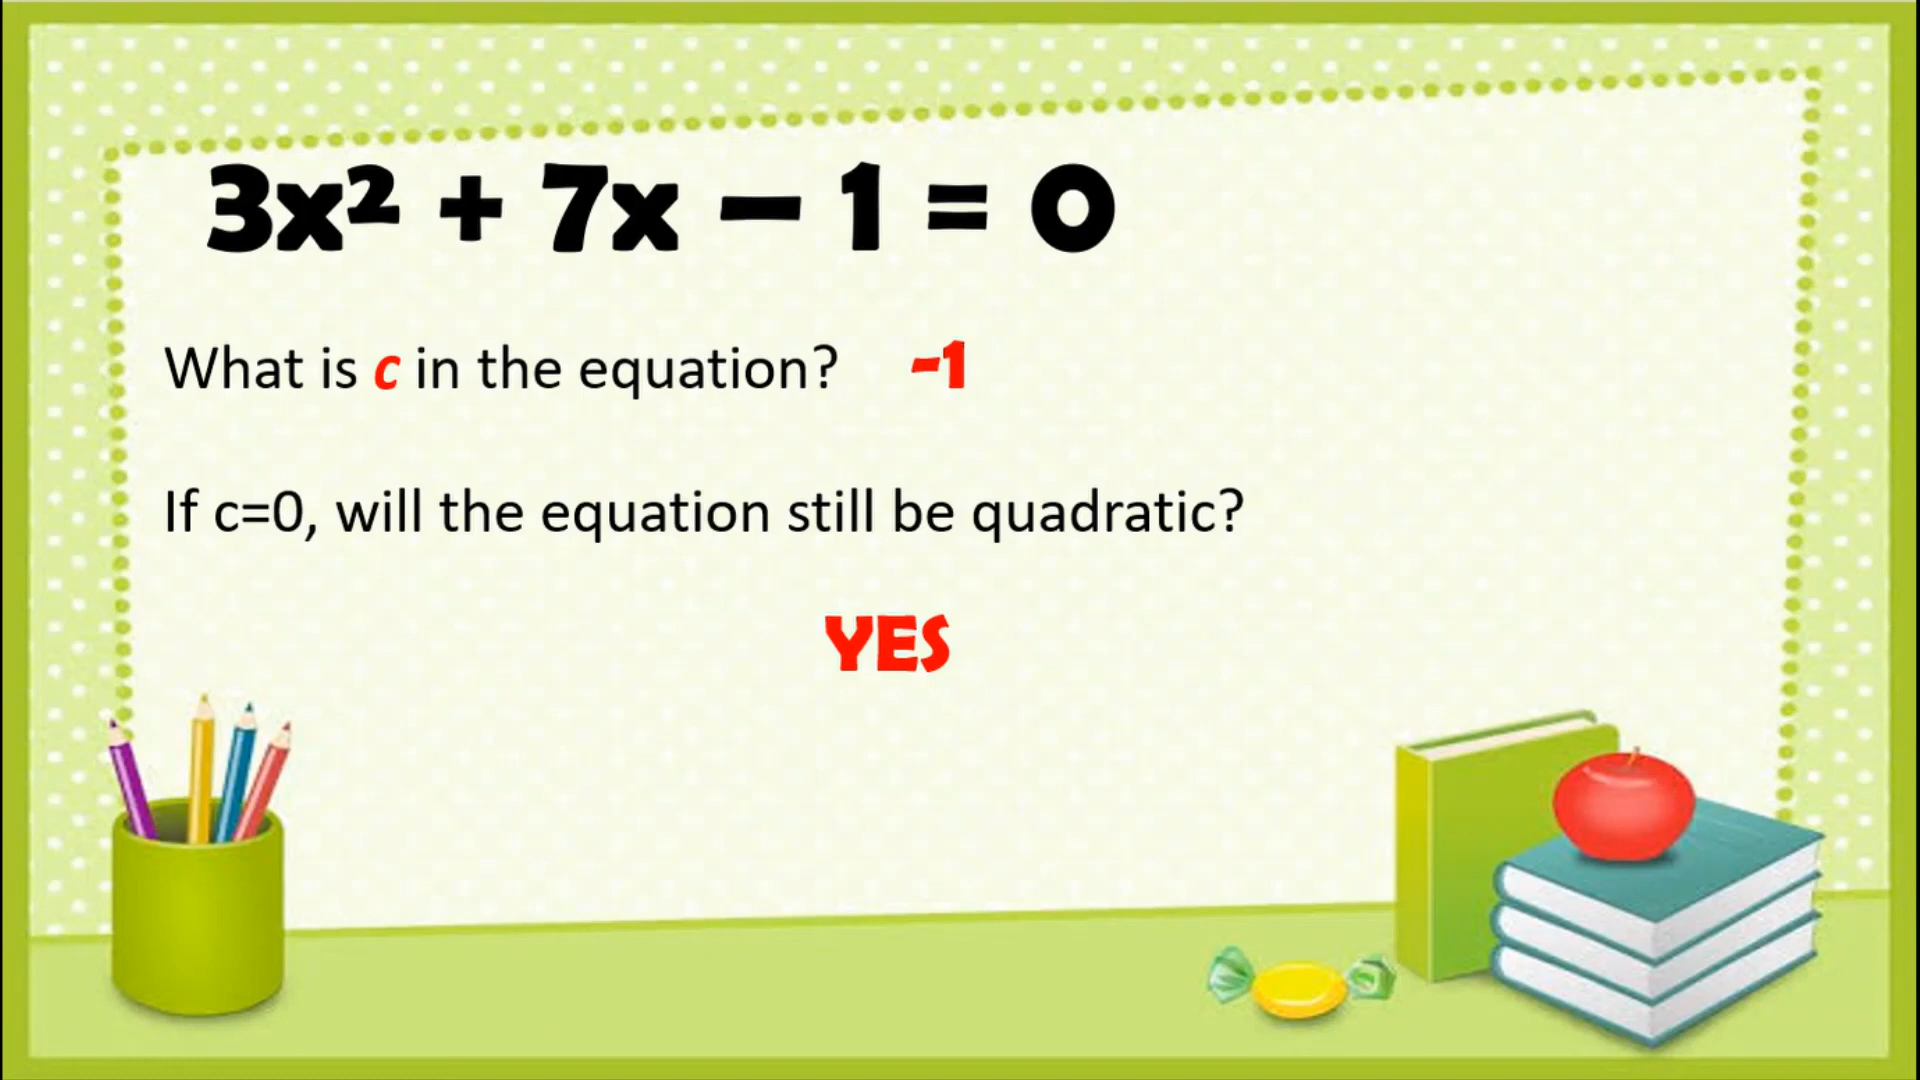 3x² + 7x – 1 = 0
What is c in the equation? -1
If c=0, will the equation still be quadratic?
YES